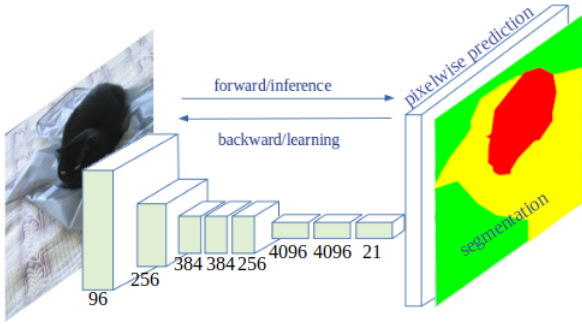 forward/inference
backward/learning
pixelwise prediction
segmentation
96
256
384
384
256
4096
4096
21